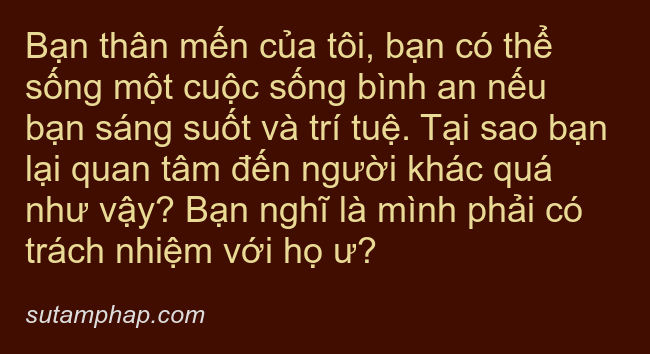 Bạn thân mến của tôi, bạn có thể
sống một cuộc sống bình an nếu
bạn sáng suốt và trí tuệ. Tại sao bạn
lại quan tâm đến người khác quá
như vậy? Bạn nghĩ là mình phải có
trách nhiệm với họ ư?
sutamphap.com